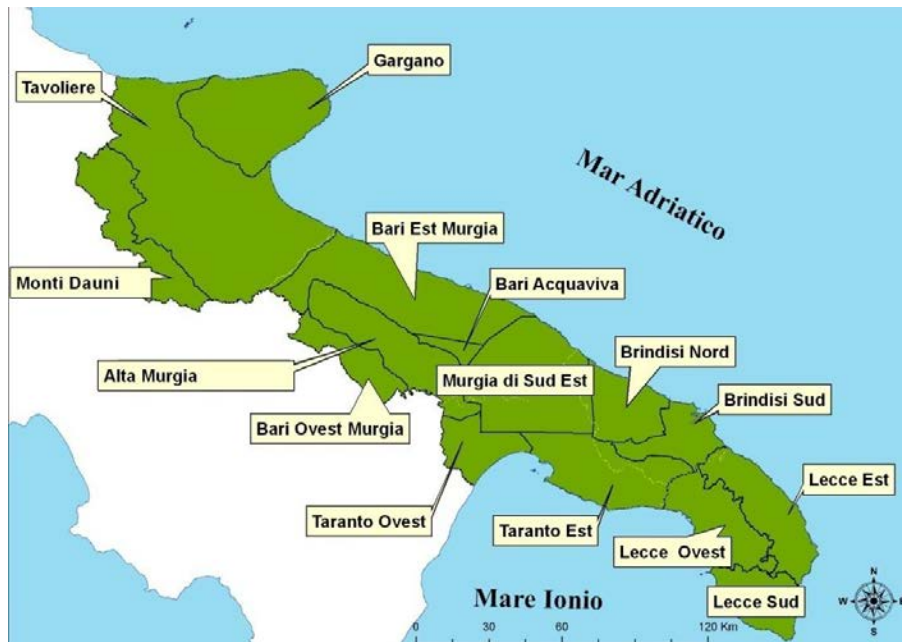 Gargano
Tavoliere
Mar Adriatico
Bari Est Murgia
Monti Dauni
Bari Acquaviva
Brindisi Nord
Alta Murgia
Murgia di Sud Est
Brindisi Sud
Bari Ovest Murgia
Lecce Est
Taranto Ovest
Taranto Est
Lecce Ovest
N
W
E
S
Mare Ionio
Lecce Sud
0 30 60 120 Km